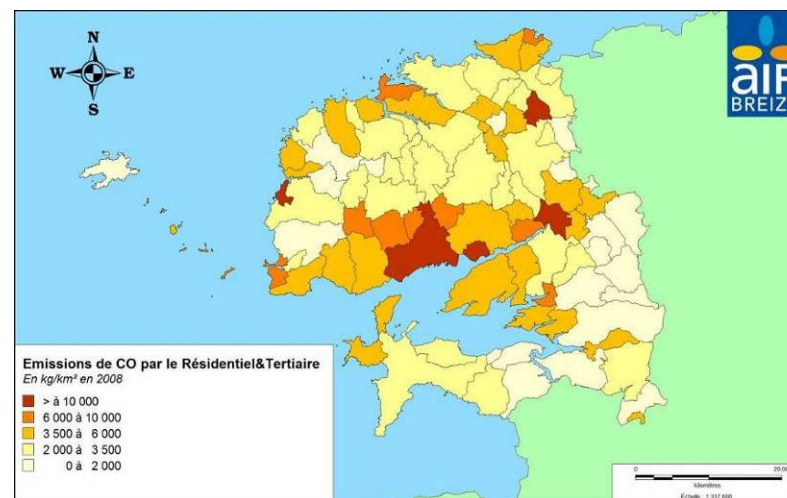 N
W E
S
aiR
BREIZ
Emissions de CO par le Résidentiel&Tertiaire
En kg/km² en 2008
> à 10 000
6 000 à 10 000
3 500 à 6 000
2 000 à 3 500
0 à 2 000
0 20.00
kilomètres